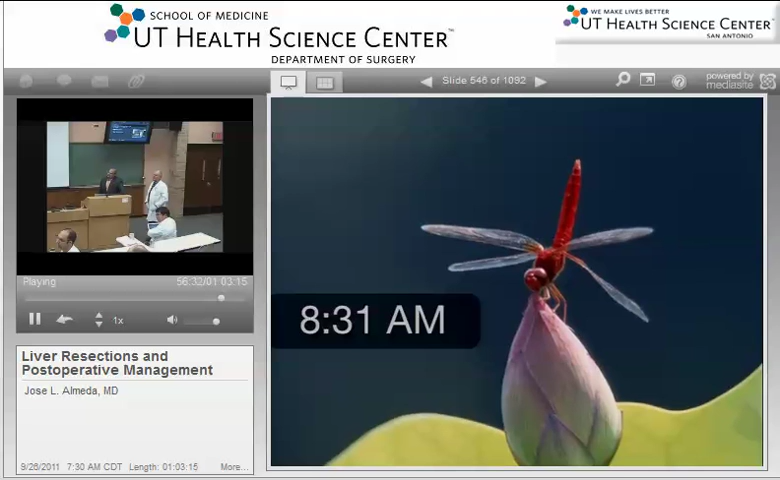 SCHOOL OF MEDICINE
UT HEALTH SCIENCE CENTER™
DEPARTMENT OF SURGERY
WE MAKE LIVES BETTER
UT HEALTH SCIENCE CENTER™
SAN ANTONIO
Slide 546 of 1092
powered by
mediasite
Playing
56:32/01:03:15
1x
8:31 AM
Liver Resections and
Postoperative Management
Jose L. Almeda, MD
9/26/2011 7:30 AM CDT Length: 01:03:15 More...